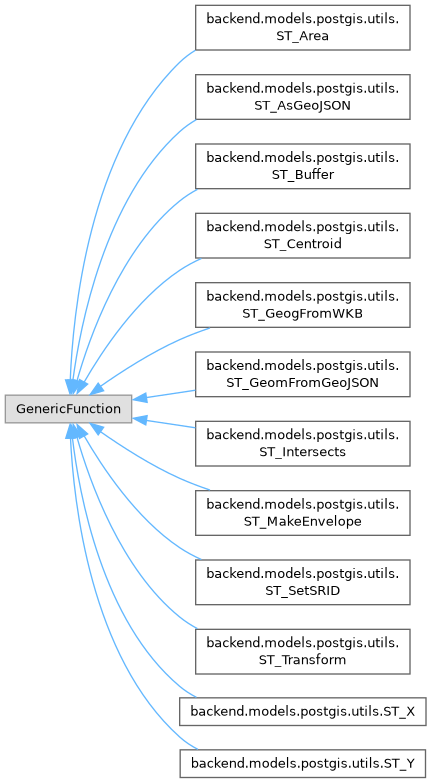 backend.models.postgis.utils.
ST_Area
backend.models.postgis.utils.
ST_AsGeoJSON
backend.models.postgis.utils.
ST_Buffer
backend.models.postgis.utils.
ST_Centroid
backend.models.postgis.utils.
ST_GeogFromWKB
backend.models.postgis.utils.
ST_GeomFromGeoJSON
GenericFunction
backend.models.postgis.utils.
ST_Intersects
backend.models.postgis.utils.
ST_MakeEnvelope
backend.models.postgis.utils.
ST_SetSRID
backend.models.postgis.utils.
ST_Transform
backend.models.postgis.utils.ST_X
backend.models.postgis.utils.ST_Y